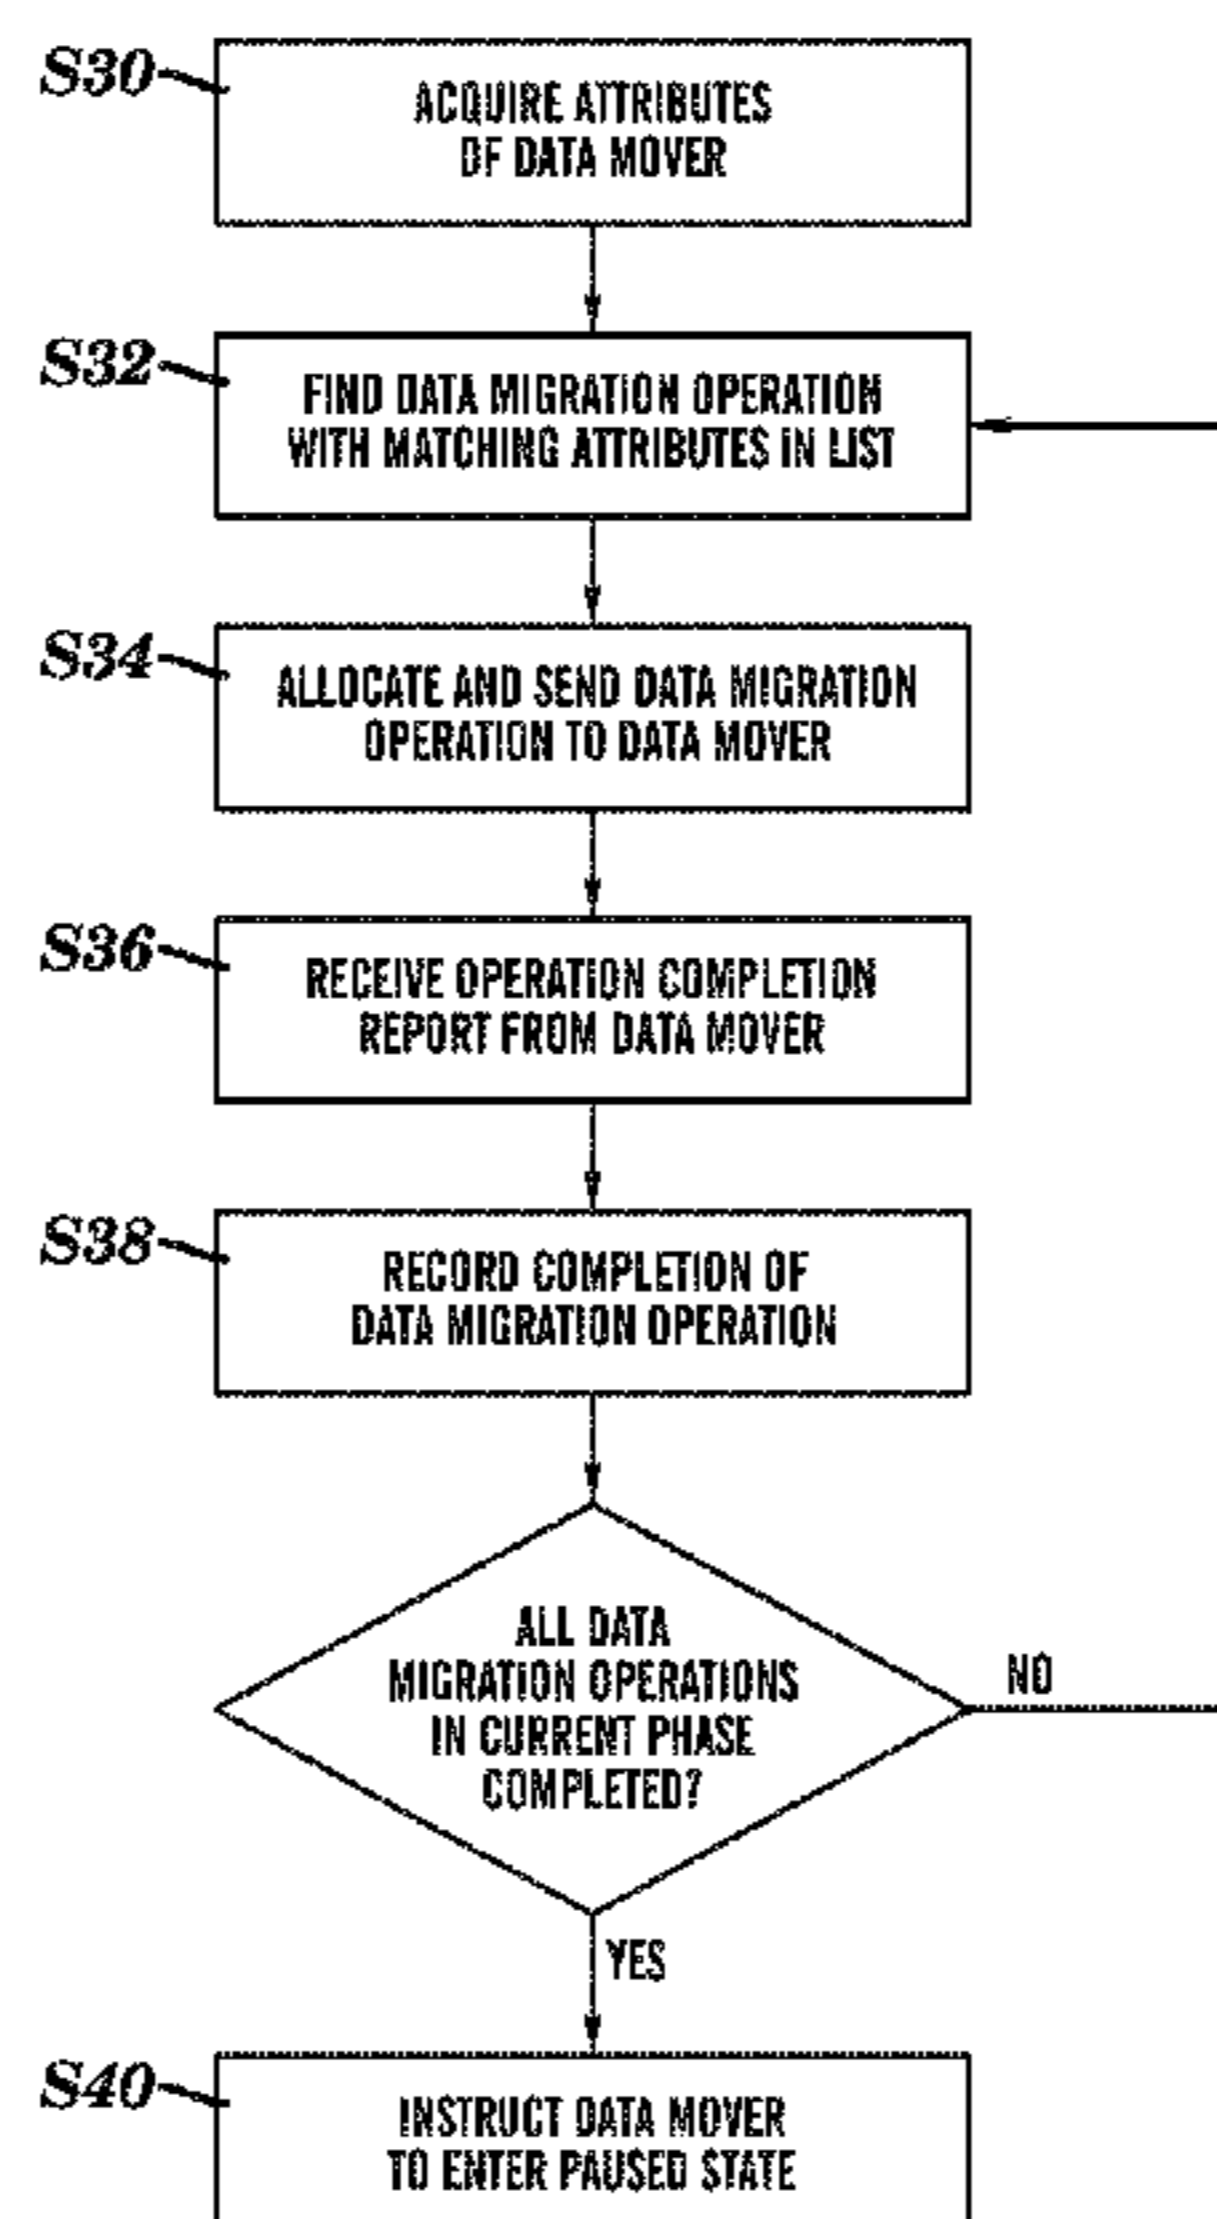 S30
ACQUIRE ATTRIBUTES
OF DATA MOVER
S32
FIND DATA MIGRATION OPERATION
WITH MATCHING ATTRIBUTES IN LIST
S34
ALLOCATE AND SEND DATA MIGRATION
OPERATION TO DATA MOVER
S36
RECEIVE OPERATION COMPLETION
REPORT FROM DATA MOVER
S38
RECORD COMPLETION OF
DATA MIGRATION OPERATION
ALL DATA
MIGRATION OPERATIONS
IN CURRENT PHASE
COMPLETED?
NO
YES
S40
INSTRUCT DATA MOVER
TO ENTER PAUSED STATE